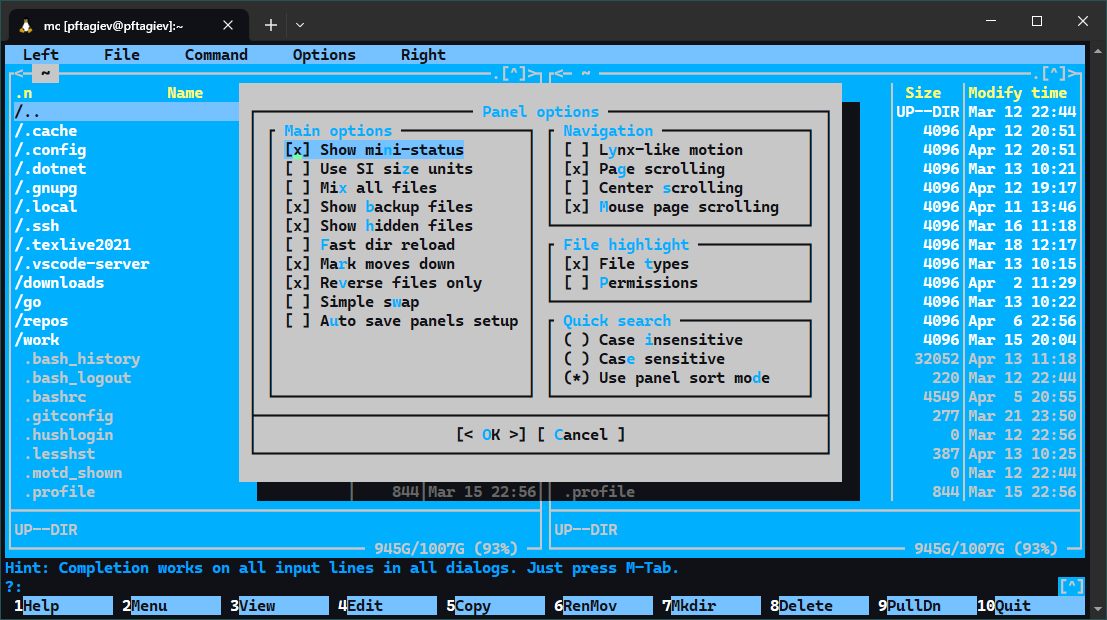 mc [pftagiev@pftagiev]:~
Left File Command Options Right
<─ ~ .[^]> <─ ~ .[^]>
.n Name Size Modify time
/.. UP--DIR Mar 12 22:44
/.cache 4096 Apr 12 20:51
/.config 4096 Apr 12 20:51
/.dotnet 4096 Mar 13 10:21
/.gnupg 4096 Apr 12 19:17
/.local 4096 Apr 11 13:46
/.ssh 4096 Mar 16 11:18
/.texlive2021 4096 Mar 18 12:17
/.vscode-server 4096 Mar 13 10:15
/downloads 4096 Apr 2 11:29
/go 4096 Mar 13 10:22
/repos 4096 Apr 6 22:56
/work 4096 Mar 15 20:04
.bash_history 32052 Apr 13 11:18
.bash_logout 220 Mar 12 22:44
.bashrc 4549 Apr 5 20:55
.gitconfig 277 Mar 21 23:50
.hushlogin 0 Mar 12 22:56
.lesshst 387 Apr 13 10:25
.motd_shown 0 Mar 12 22:44
.profile 844 Mar 15 22:56 .profile 844 Mar 15 22:56
Panel options
Main options
[x] Show mini-status
[ ] Use SI size units
[ ] Mix all files
[x] Show backup files
[x] Show hidden files
[ ] Fast dir reload
[x] Mark moves down
[x] Reverse files only
[ ] Simple swap
[ ] Auto save panels setup
Navigation
[ ] Lynx-like motion
[x] Page scrolling
[ ] Center scrolling
[x] Mouse page scrolling
File highlight
[x] File types
[ ] Permissions
Quick search
( ) Case insensitive
( ) Case sensitive
(*) Use panel sort mode
[< OK >] [ Cancel ]
UP--DIR UP--DIR
945G/1007G (93%) 945G/1007G (93%)
Hint: Completion works on all input lines in all dialogs. Just press M-Tab.
?: [^]
1Help 2Menu 3View 4Edit 5Copy 6RenMov 7Mkdir 8Delete 9PullDn 10Quit